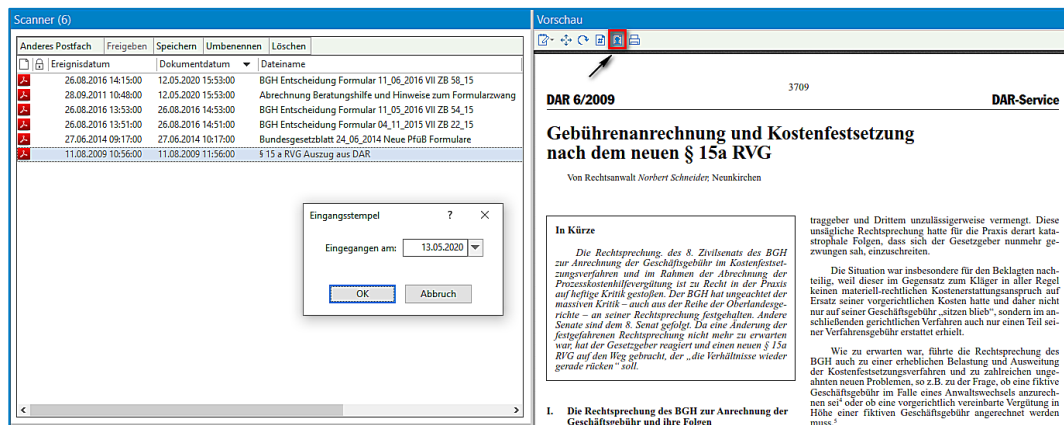 Scanner (6)
Anderes Postfach Freigeben Speichern Umbenennen Löschen
Ereignisdatum Dokumentdatum Dateiname
26.08.2016 14:15:00 12.05.2020 15:53:00 BGH Entscheidung Formular 11_06_2016 VII ZB 58_15
28.09.2011 10:48:00 12.05.2020 15:53:00 Abrechnung Beratungshilfe und Hinweise zum Formularzwang
26.08.2016 13:53:00 26.08.2016 14:53:00 BGH Entscheidung Formular 11_05_2016 VII ZB 54_15
26.08.2016 13:51:00 26.08.2016 14:51:00 BGH Entscheidung Formular 04_11_2015 VII ZB 22_15
27.06.2014 09:17:00 27.06.2014 10:17:00 Bundesgesetzblatt 24_06_2014 Neue PfüB Formulare
11.08.2009 10:56:00 11.08.2009 11:56:00 § 15 a RVG Auszug aus DAR
Eingangsstempel ? ×
Eingegangen am: 13.05.2020
OK Abbruch
Vorschau
3709
DAR 6/2009 DAR-Service
Gebührenanrechnung und Kostenfestsetzung
nach dem neuen § 15a RVG
Von Rechtsanwalt Norbert Schneider, Neunkirchen
In Kürze
Die Rechtsprechung. des 8. Zivilsenats des BGH
zur Anrechnung der Geschäftsgebühr im Kostenfestset-
zungsverfahren und im Rahmen der Abrechnung der
Prozesskostenhilfevergütung ist zu Recht in der Praxis
auf heftige Kritik gestoßen. Der BGH hat ungeachtet der
massiven Kritik – auch aus der Reihe der Oberlandesge-
richte – an seiner Rechtsprechung festgehalten. Andere
Senate sind dem 8. Senat gefolgt. Da eine Änderung der
festgefahrenen Rechtsprechung nicht mehr zu erwarten
war, hat der Gesetzgeber reagiert und einen neuen § 15a
RVG auf den Weg gebracht, der „die Verhältnisse wieder
gerade rücken“ soll.
I. Die Rechtsprechung des BGH zur Anrechnung der
Geschäftsgebühr und ihre Folgen
traggeber und Drittem unzulässigerweise vermengt. Diese
unsägliche Rechtsprechung hatte für die Praxis derart kata-
strophale Folgen, dass sich der Gesetzgeber nunmehr ge-
zwungen sah, einzuschreiten.
Die Situation war insbesondere für den Beklagten nach-
teilig, weil dieser im Gegensatz zum Kläger in aller Regel
keinen materiell-rechtlichen Kostenerstattungsanspruch auf
Ersatz seiner vorgerichtlichen Kosten hatte und daher nicht
nur auf seiner Geschäftsgebühr „sitzen blieb“, sondern im an-
schließenden gerichtlichen Verfahren auch nur einen Teil sei-
ner Verfahrensgebühr erstattet erhielt.
Wie zu erwarten war, führte die Rechtsprechung des
BGH auch zu einer erheblichen Belastung und Ausweitung
der Kostenfestsetzungsverfahren und zu zahlreichen unge-
ahnten neuen Problemen, so z.B. zu der Frage, ob eine fiktive
Geschäftsgebühr im Falle eines Anwaltswechsels anzurech-
nen sei⁴ oder ob eine vorgerichtlich vereinbarte Vergütung in
Höhe einer fiktiven Geschäftsgebühr angerechnet werden
muss.⁵